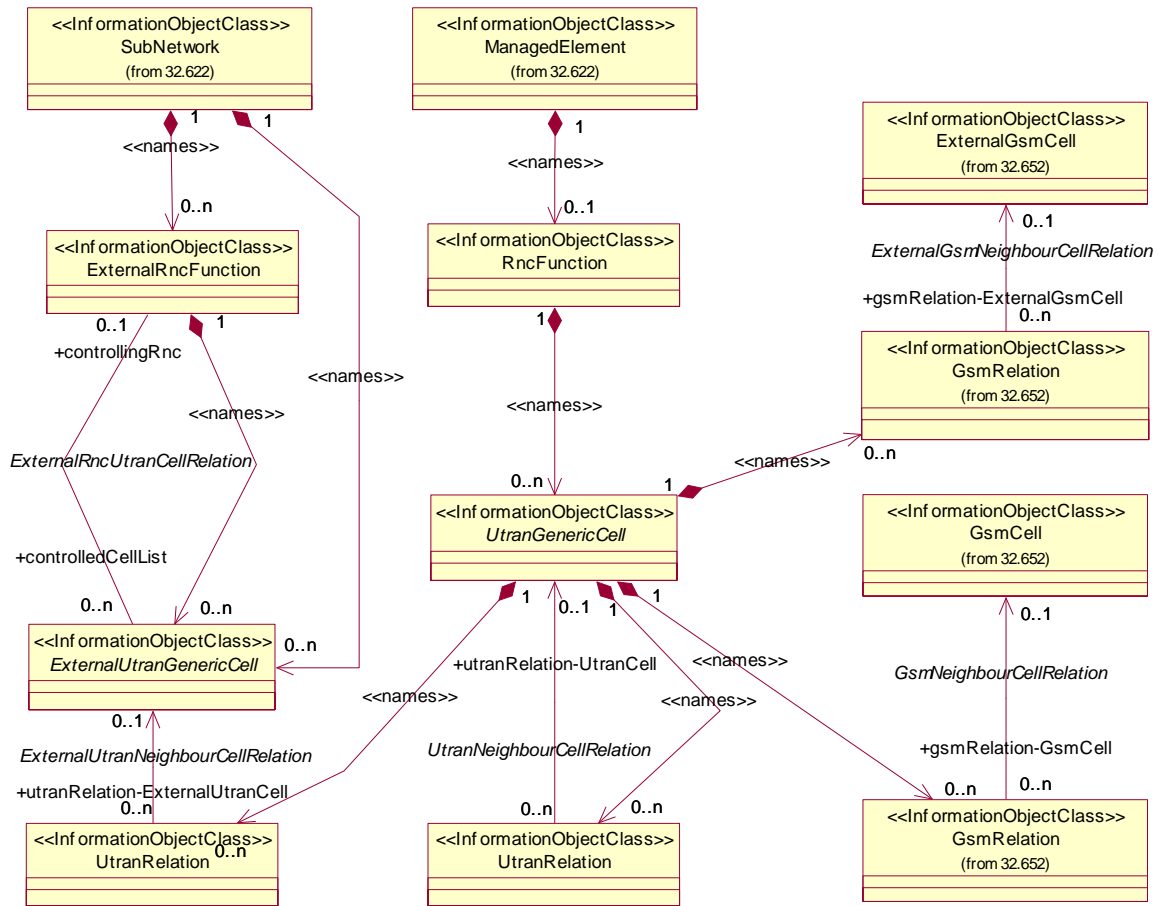 <<InformationObjectClass>>
SubNetwork
(from 32.622)
<<InformationObjectClass>>
ManagedElement
(from 32.622)
1
1
<<names>>
0..n
1
<<names>>
0..1
<<InformationObjectClass>>
ExternalGsmCell
(from 32.652)
0..1
ExternalGsmNeighbourCellRelation
+gsmRelation-ExternalGsmCell
0..n
<<InformationObjectClass>>
ExternalRncFunction
<<InformationObjectClass>>
RncFunction
<<InformationObjectClass>>
GsmRelation
(from 32.652)
0..1
1
+controllingRnc
<<names>>
<<names>>
ExternalRncUtranCellRelation
+controlledCellList
0..n
0..n
0..n
1
<<names>>
0..n
1
<<names>>
0..n
<<InformationObjectClass>>
UtranGenericCell
<<InformationObjectClass>>
GsmCell
(from 32.652)
<<InformationObjectClass>>
ExternalUtranGenericCell
1
0..1
1
1
0..1
+utranRelation-UtranCell
<<names>>
<<names>>
<<names>>
GsmNeighbourCellRelation
0..1
ExternalUtranNeighbourCellRelation
UtranNeighbourCellRelation
+gsmRelation-GsmCell
+utranRelation-ExternalUtranCell
0..n
0..n
0..n
0..n
0..n
0..n
<<InformationObjectClass>>
UtranRelation
<<InformationObjectClass>>
UtranRelation
<<InformationObjectClass>>
GsmRelation
(from 32.652)